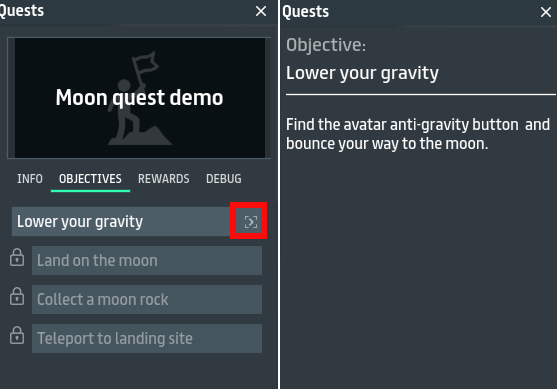 Quests
Moon quest demo
INFO OBJECTIVES REWARDS DEBUG
Lower your gravity
Land on the moon
Collect a moon rock
Teleport to landing site
Quests
Objective:
Lower your gravity
Find the avatar anti-gravity button and
bounce your way to the moon.